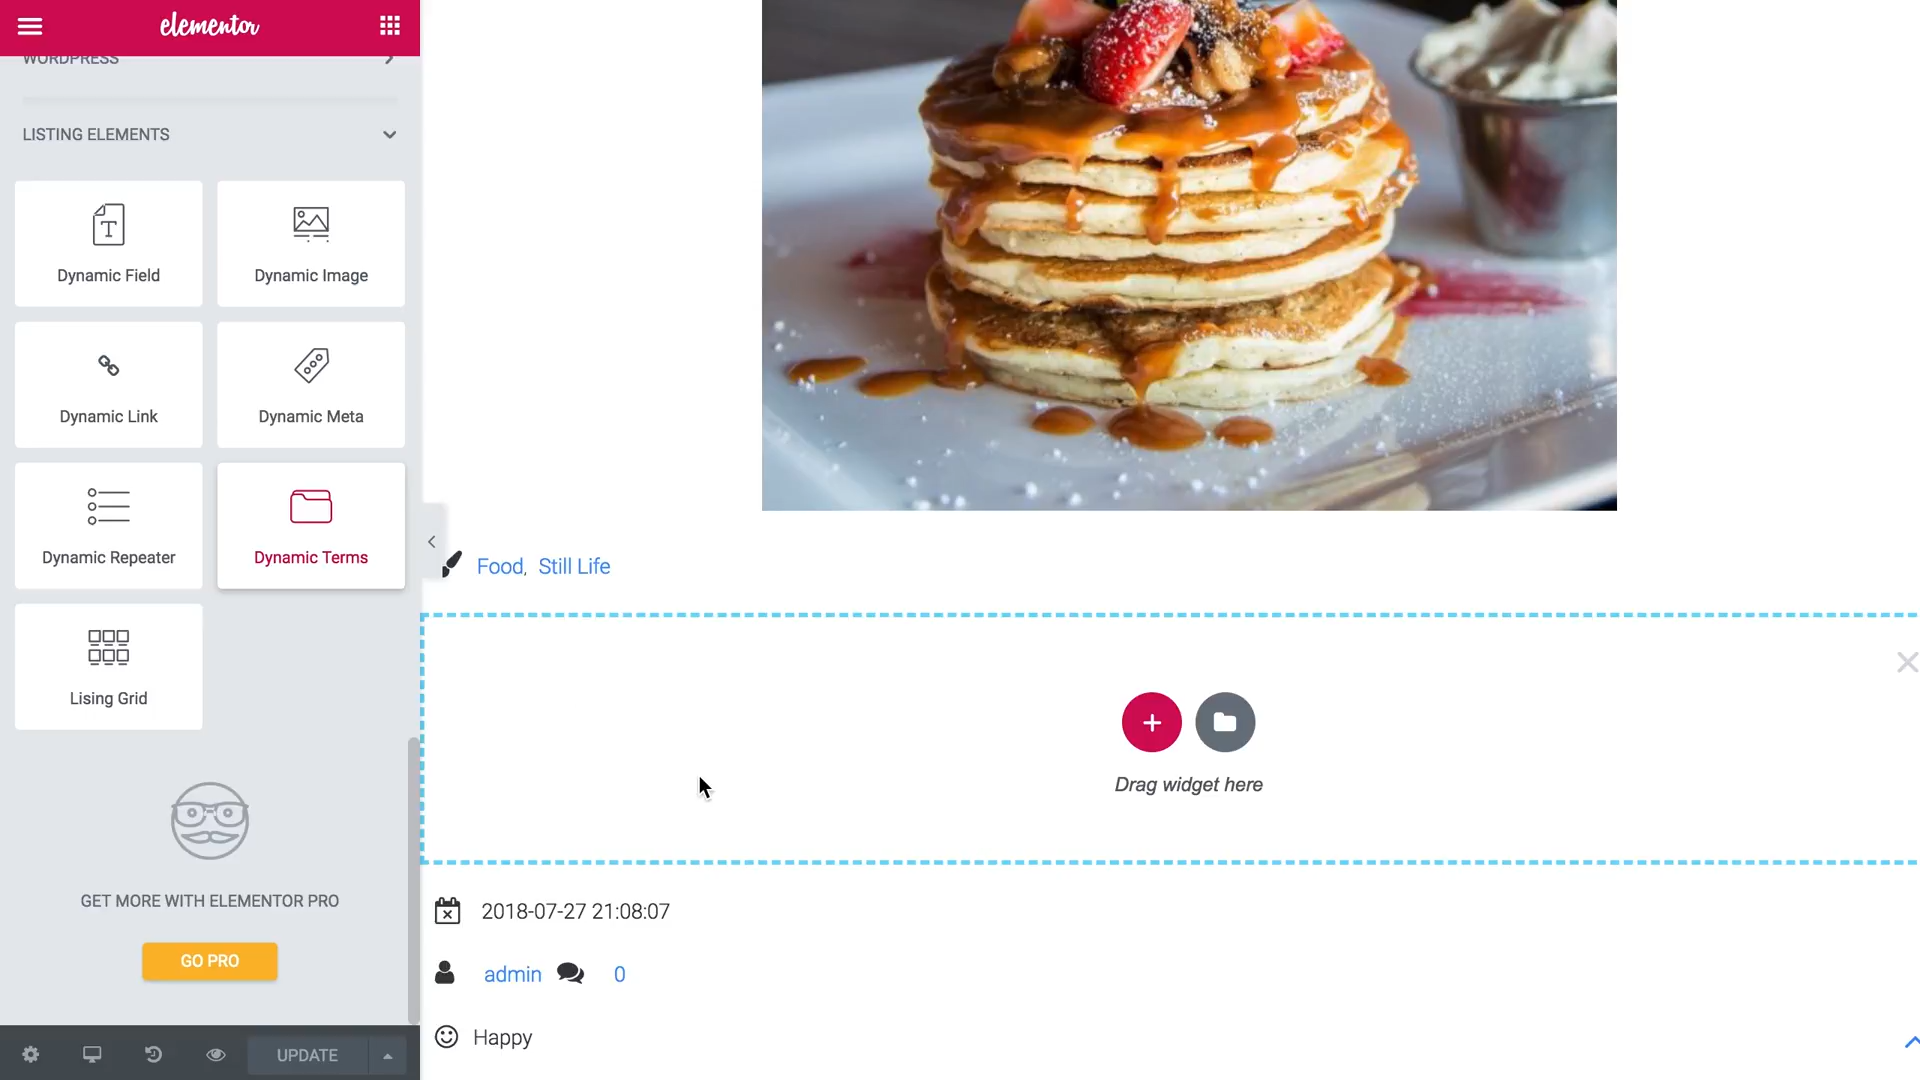 elementor
WORDPRESS
LISTING ELEMENTS
Dynamic Field
Dynamic Image
Dynamic Link
Dynamic Meta
Dynamic Repeater
Dynamic Terms
Lising Grid
GET MORE WITH ELEMENTOR PRO
GO PRO
UPDATE
Food, Still Life
Drag widget here
2018-07-27 21:08:07
admin 0
Happy